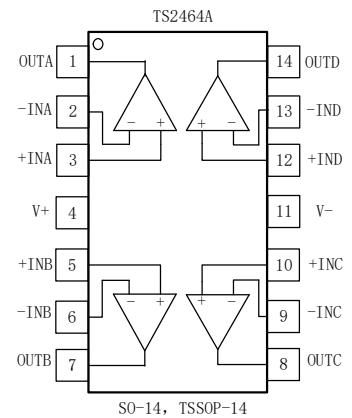 TS2464A
OUTA 1 14 OUTD
-INA 2 13 -IND
- + + -
+INA 3 12 +IND
V+ 4 11 V-
+INB 5 10 +INC
- + + -
-INB 6 9 -INC
OUTB 7 8 OUTC
SO-14, TSSOP-14